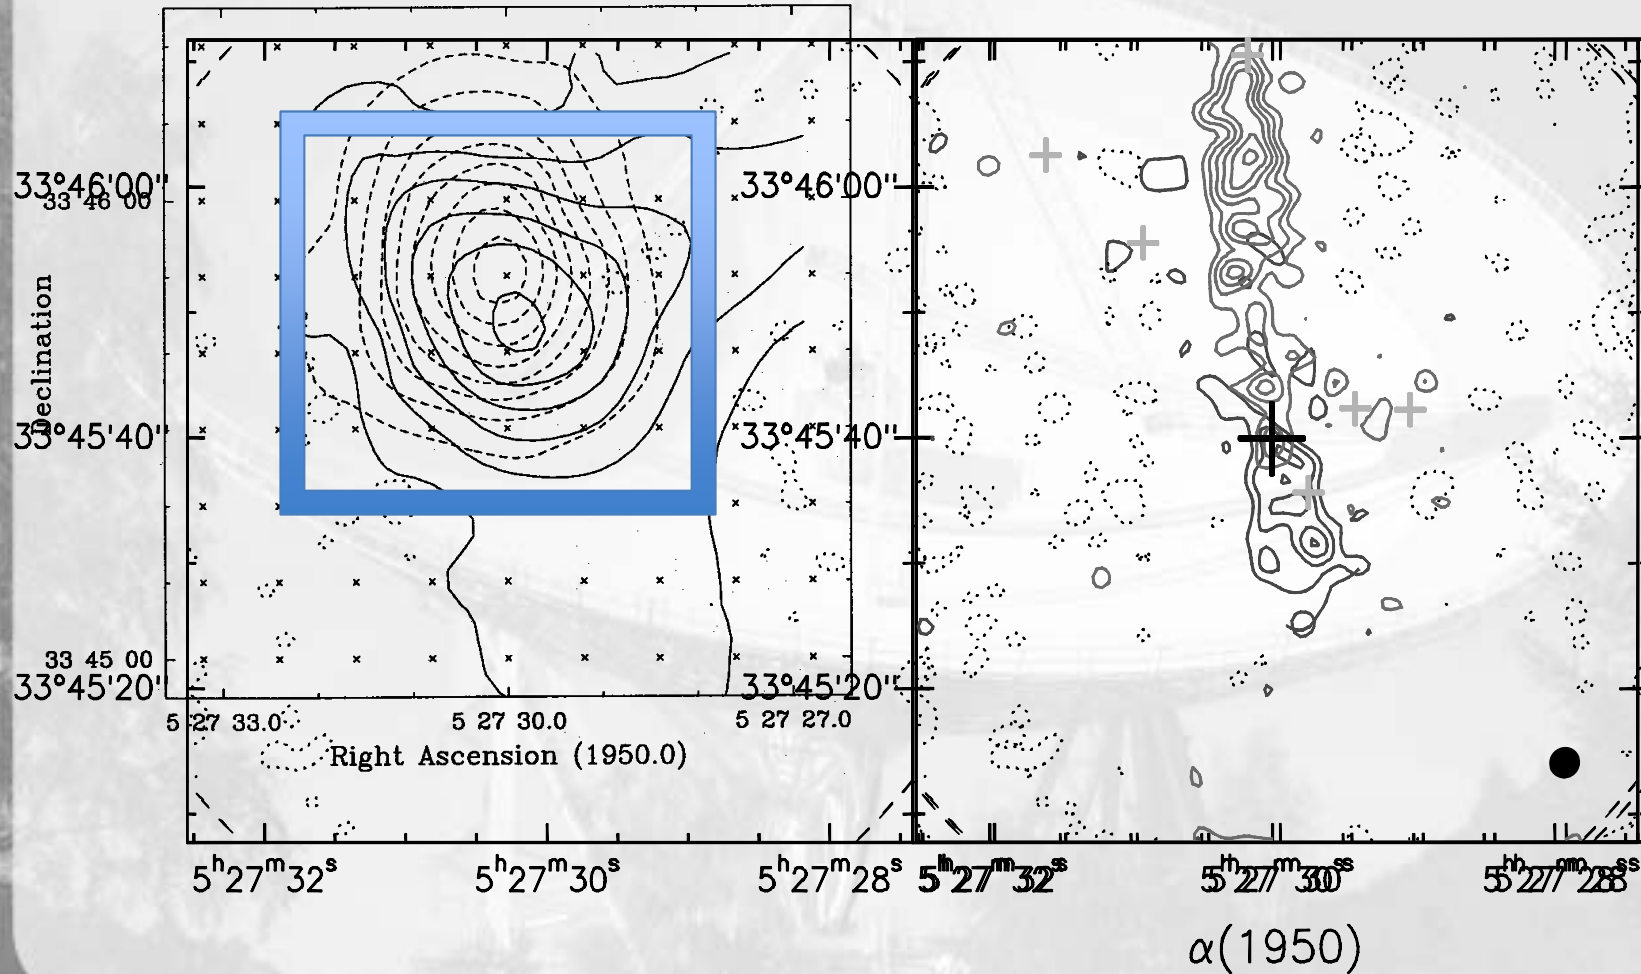 33°46'00"
33 46 00
33°46'00"
Declination
33°45'40"
33°45'40"
33 45 00
33°45'20"
33°45'20"
5 27 33.0
5 27 30.0
5 27 27.0
Right Ascension (1950.0)
5h27m32s
5h27m30s
5h27m28s
5h27m32s
5h27m30s
5h27m28s
α(1950)